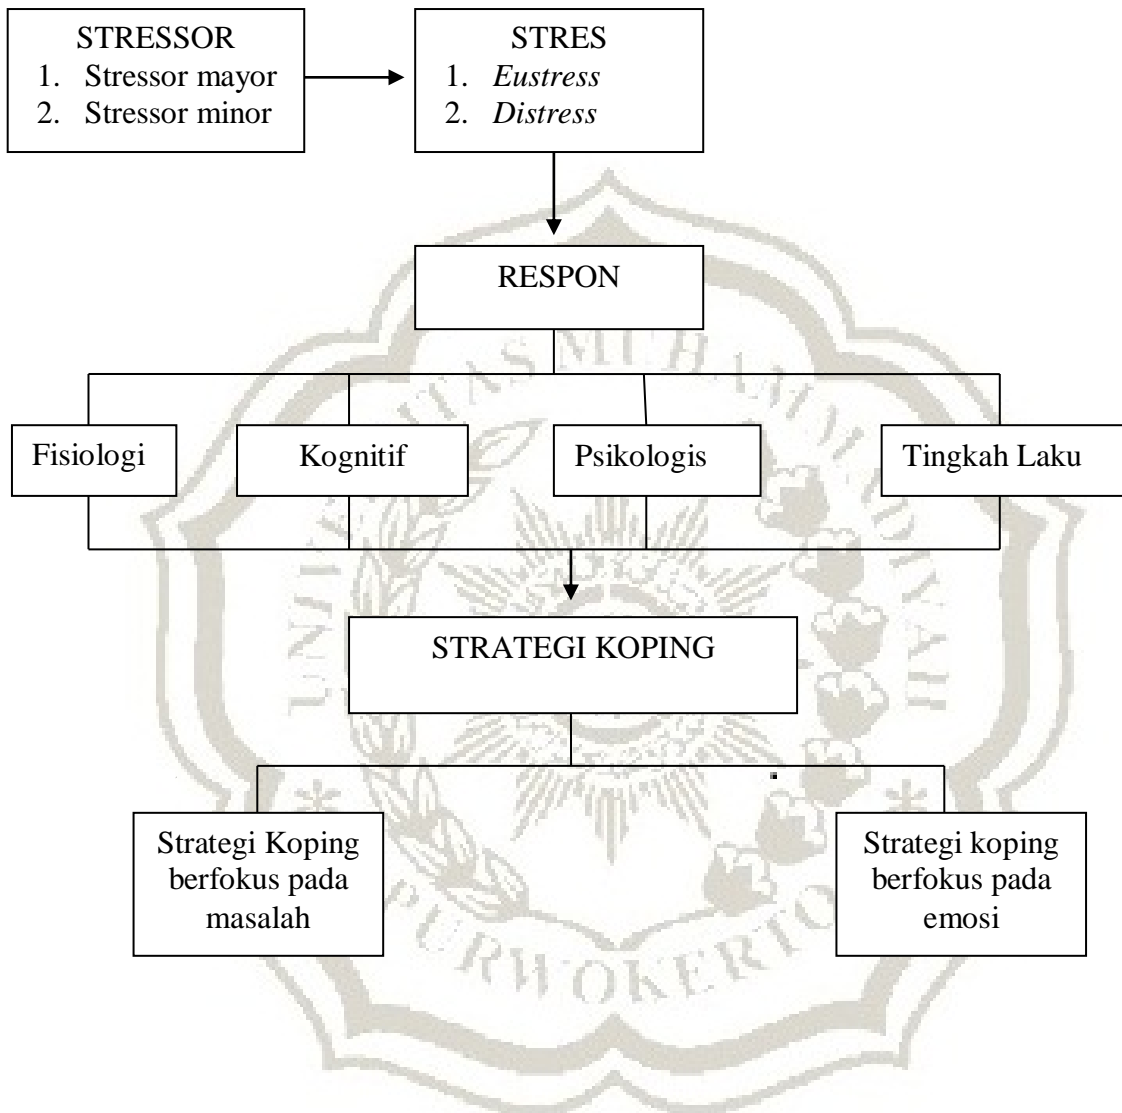 STRESSOR
1. Stressor mayor
2. Stressor minor
STRES
1. Eustress
2. Distress
RESPON
Fisiologi
Kognitif
Psikologis
Tingkah Laku
STRATEGI KOPING
Strategi Koping
berfokus pada
masalah
Strategi koping
berfokus pada
emosi
PURWOKERTO